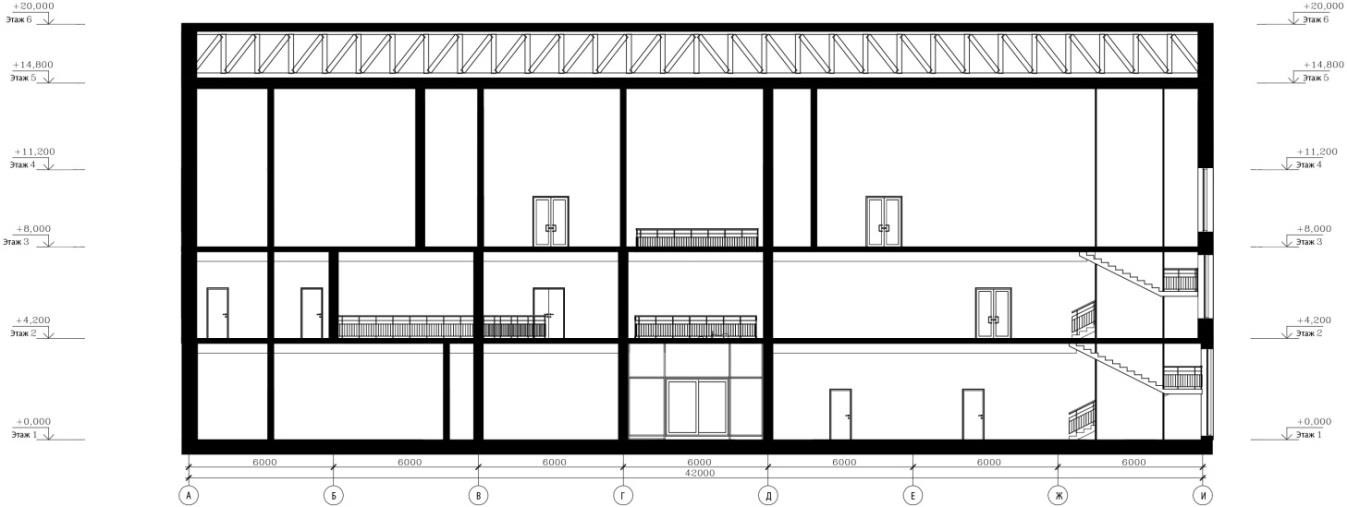 +20,000
Этаж 6
+14,800
Этаж 5
+11,200
Этаж 4
+8,000
Этаж 3
+4,200
Этаж 2
+0,000
Этаж 1
+20,000
Этаж 6
+14,800
Этаж 5
+11,200
Этаж 4
+8,000
Этаж 3
+4,200
Этаж 2
+0,000
Этаж 1
6000 6000 6000 6000 6000 6000 6000
42000
А Б В Г Д Е Ж И